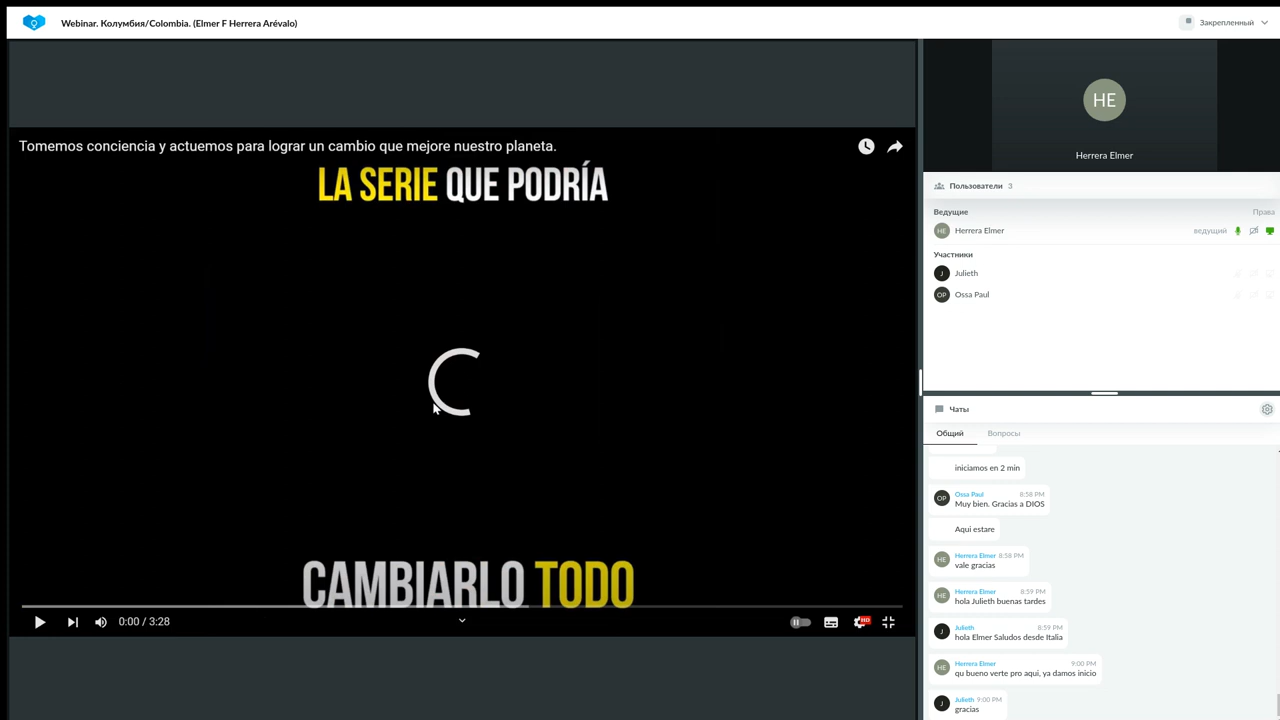 Webinar. Колумбия/Colombia. (Elmer F Herrera Arévalo)
Закрепленный
Tomemos conciencia y actuemos para lograr un cambio que mejore nuestro planeta.
LA SERIE QUE PODRÍA
CAMBIARLO TODO
0:00 / 3:28
HD
HE
Herrera Elmer
Пользователи 3
Ведущие
Права
HE
Herrera Elmer
ведущий
Участники
J
Julieth
OP
Ossa Paul
Чаты
Общий
Вопросы
iniciamos en 2 min
OP
Ossa Paul 8:58 PM
Muy bien. Gracias a DIOS
Aqui estare
HE
Herrera Elmer 8:58 PM
vale gracias
HE
Herrera Elmer 8:59 PM
hola Julieth buenas tardes
J
Julieth 8:59 PM
hola Elmer Saludos desde Italia
HE
Herrera Elmer 9:00 PM
qu bueno verte pro aqui, ya damos inicio
J
Julieth 9:00 PM
gracias